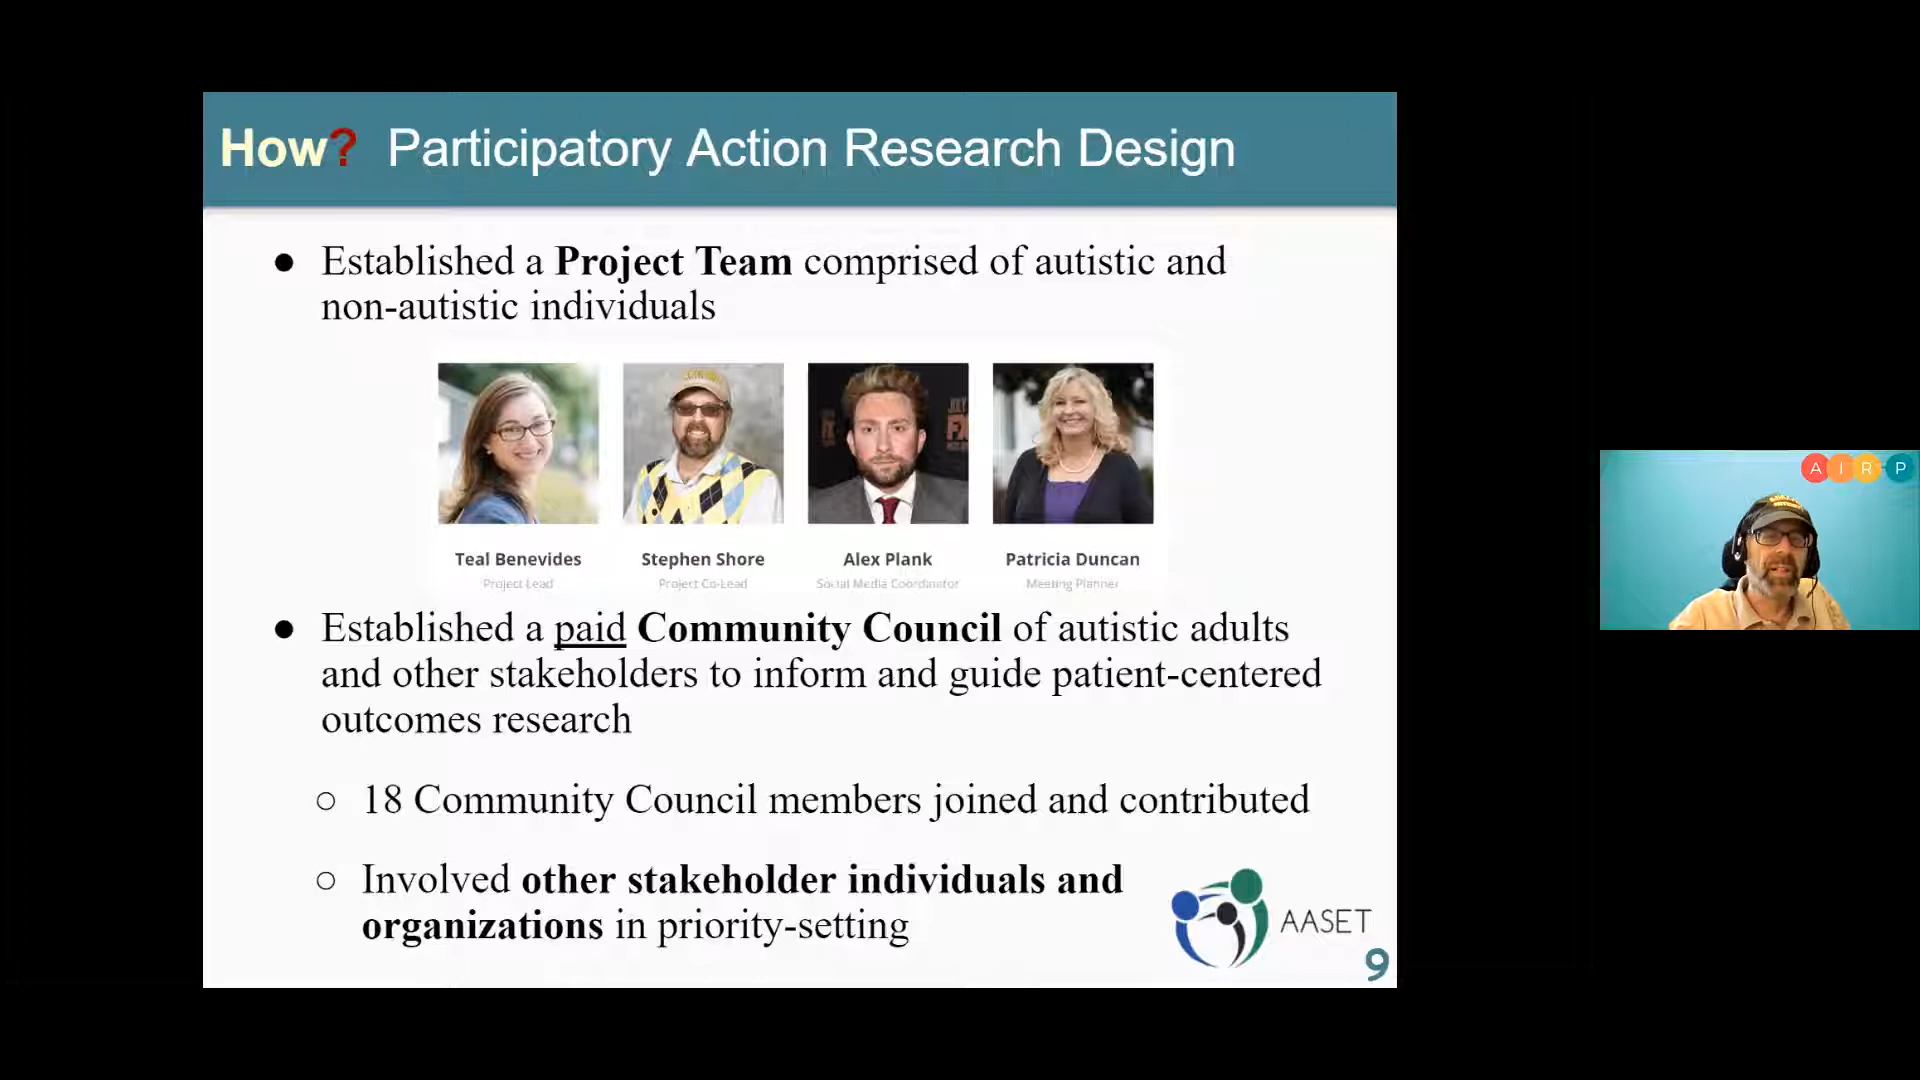 How? Participatory Action Research Design
● Established a Project Team comprised of autistic and
non-autistic individuals
Teal Benevides
Project Lead
Stephen Shore
Project Co-Lead
Alex Plank
Social Media Coordinator
Patricia Duncan
Meeting Planner
● Established a paid Community Council of autistic adults
and other stakeholders to inform and guide patient-centered
outcomes research
○ 18 Community Council members joined and contributed
○ Involved other stakeholder individuals and
organizations in priority-setting
AASET
9
A I R P